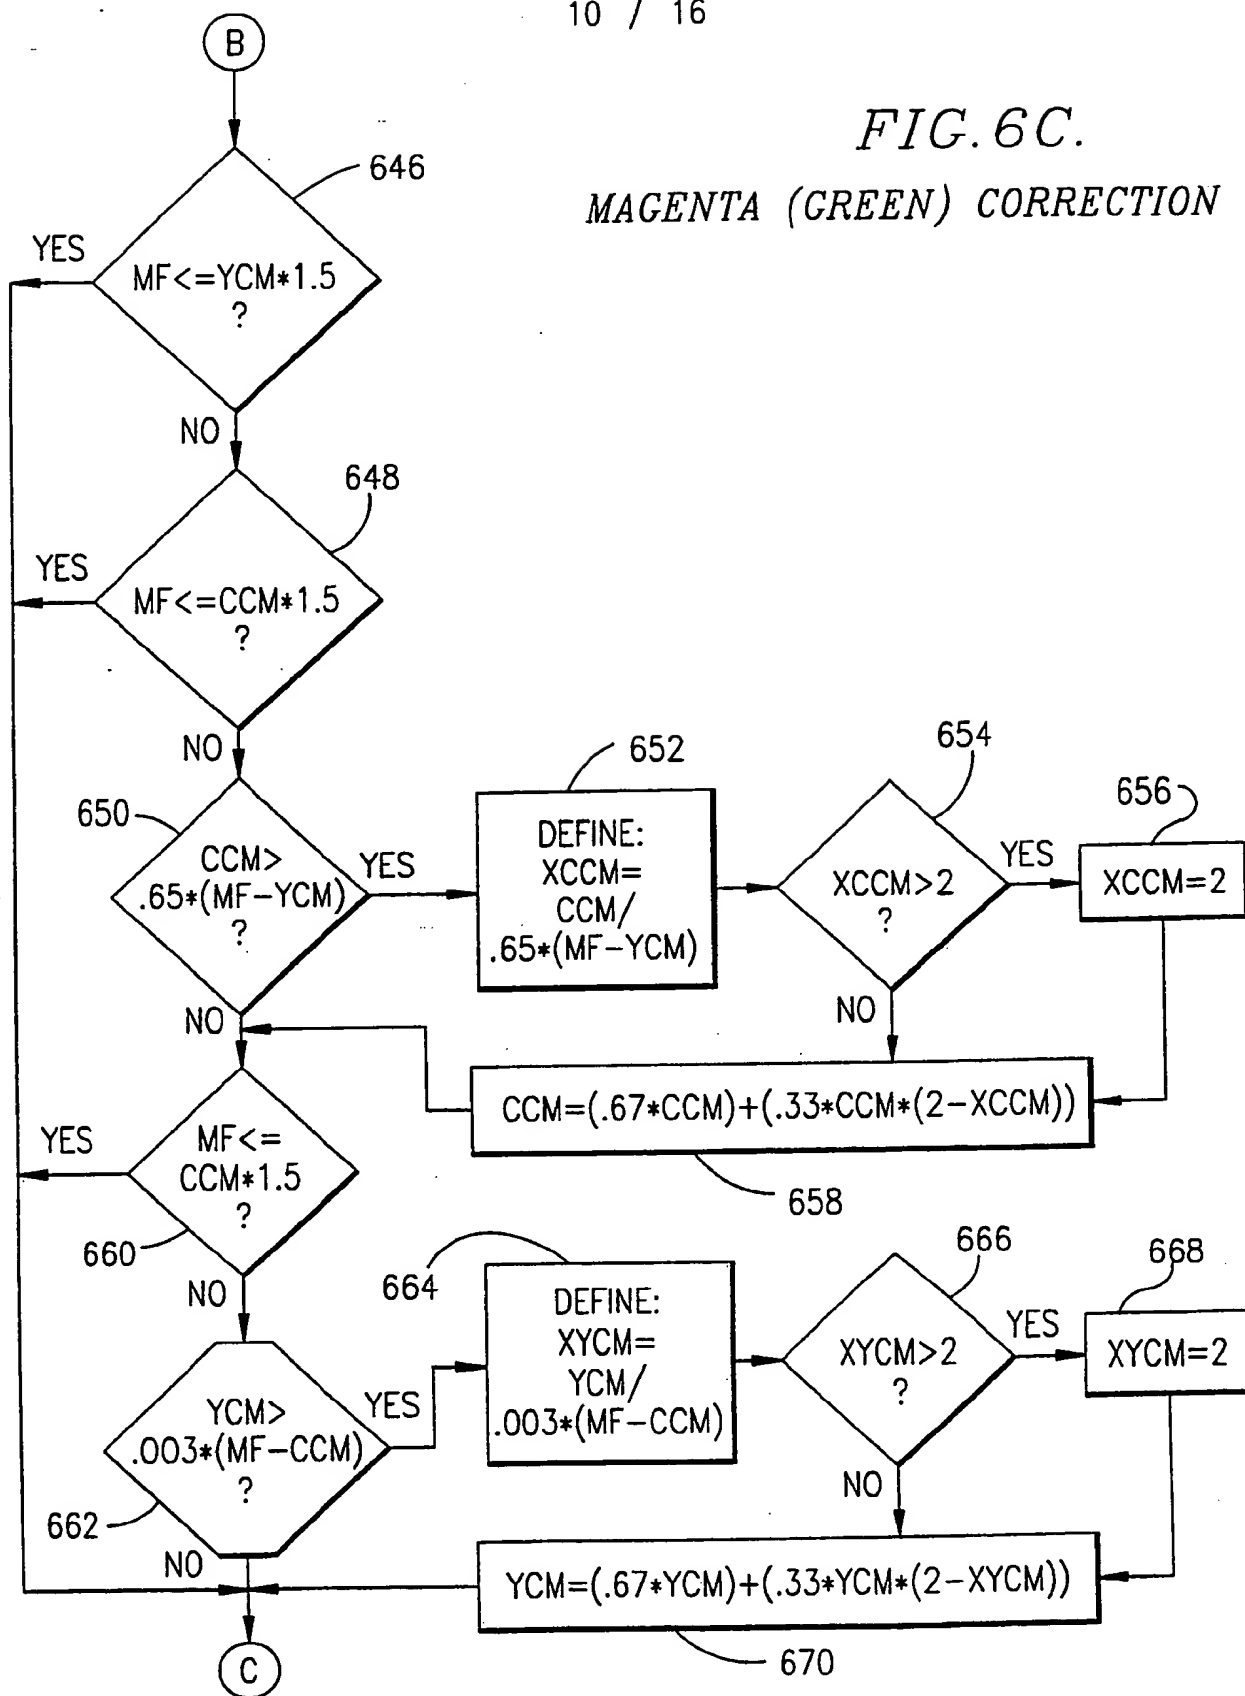 10 / 16
B
FIG. 6C.
MAGENTA (GREEN) CORRECTION
646
YES
MF<=YCM*1.5
?
NO
648
YES
MF<=CCM*1.5
?
NO
650
CCM>
.65*(MF-YCM)
?
YES
652
DEFINE:
XCCM=
CCM/
.65*(MF-YCM)
654
XCCM>2
?
YES
656
XCCM=2
NO
NO
CCM=(.67*CCM)+(.33*CCM*(2-XCCM))
658
YES
MF<=
CCM*1.5
?
660
NO
662
YCM>
.003*(MF-CCM)
?
YES
664
DEFINE:
XYCM=
YCM/
.003*(MF-CCM)
666
XYCM>2
?
YES
668
XYCM=2
NO
NO
YCM=(.67*YCM)+(.33*YCM*(2-XYCM))
670
C